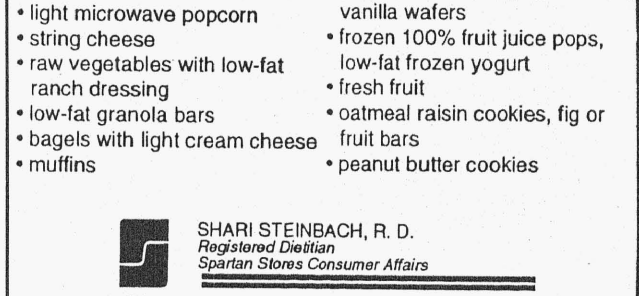 • light microwave popcorn
• string cheese
• raw vegetables with low-fat
ranch dressing
• low-fat granola bars
• bagels with light cream cheese
• muffins
vanilla wafers
• frozen 100% fruit juice pops,
low-fat frozen yogurt
• fresh fruit
• oatmeal raisin cookies, fig or
fruit bars
• peanut butter cookies
SHARI STEINBACH, R. D.
Registered Dietitian
Spartan Stores Consumer Affairs